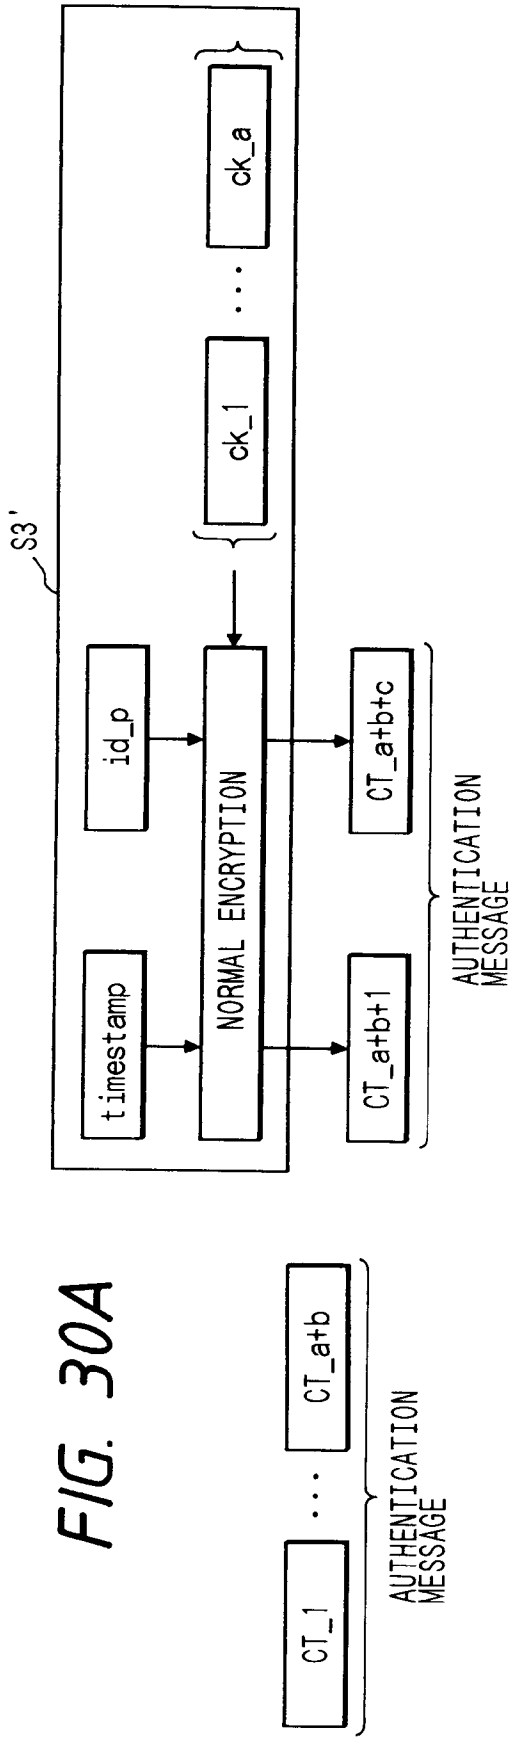 FIG. 30A
S3'
timestamp
id_p
NORMAL ENCRYPTION
ck_1
...
ck_a
CT_1
...
CT_a+b
CT_a+b+1
CT_a+b+c
AUTHENTICATION
MESSAGE
AUTHENTICATION
MESSAGE